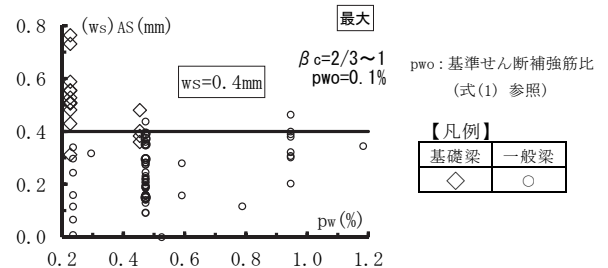 最大
0.8
(ws)AS(mm)
βc=2/3~1
pwo=0.1%
ws=0.4mm
0.6
0.4
0.2
0.0
pw(%)
0.2 0.4 0.6 0.8 1.0 1.2
pwo:基準せん断補強筋比
(式(1) 参照)
【凡例】
基礎梁 一般梁
◇ ○